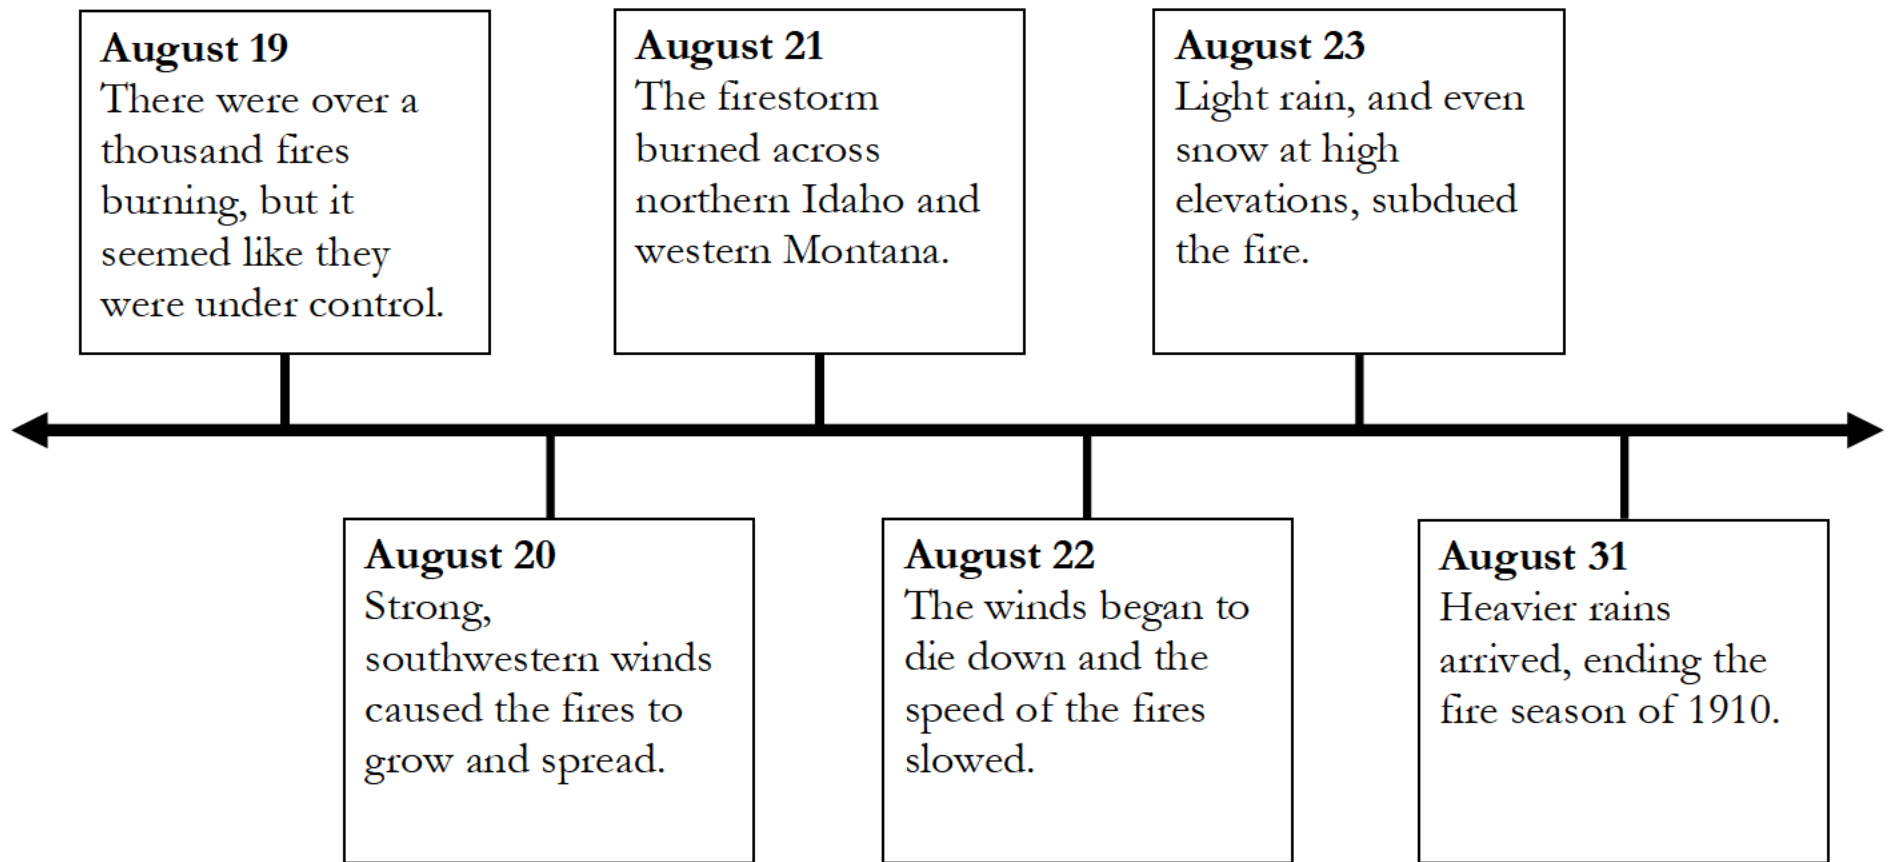 August 19
There were over a
thousand fires
burning, but it
seemed like they
were under control.
August 20
Strong,
southwestern winds
caused the fires to
grow and spread.
August 21
The firestorm
burned across
northern Idaho and
western Montana.
August 22
The winds began to
die down and the
speed of the fires
slowed.
August 23
Light rain, and even
snow at high
elevations, subdued
the fire.
August 31
Heavier rains
arrived, ending the
fire season of 1910.